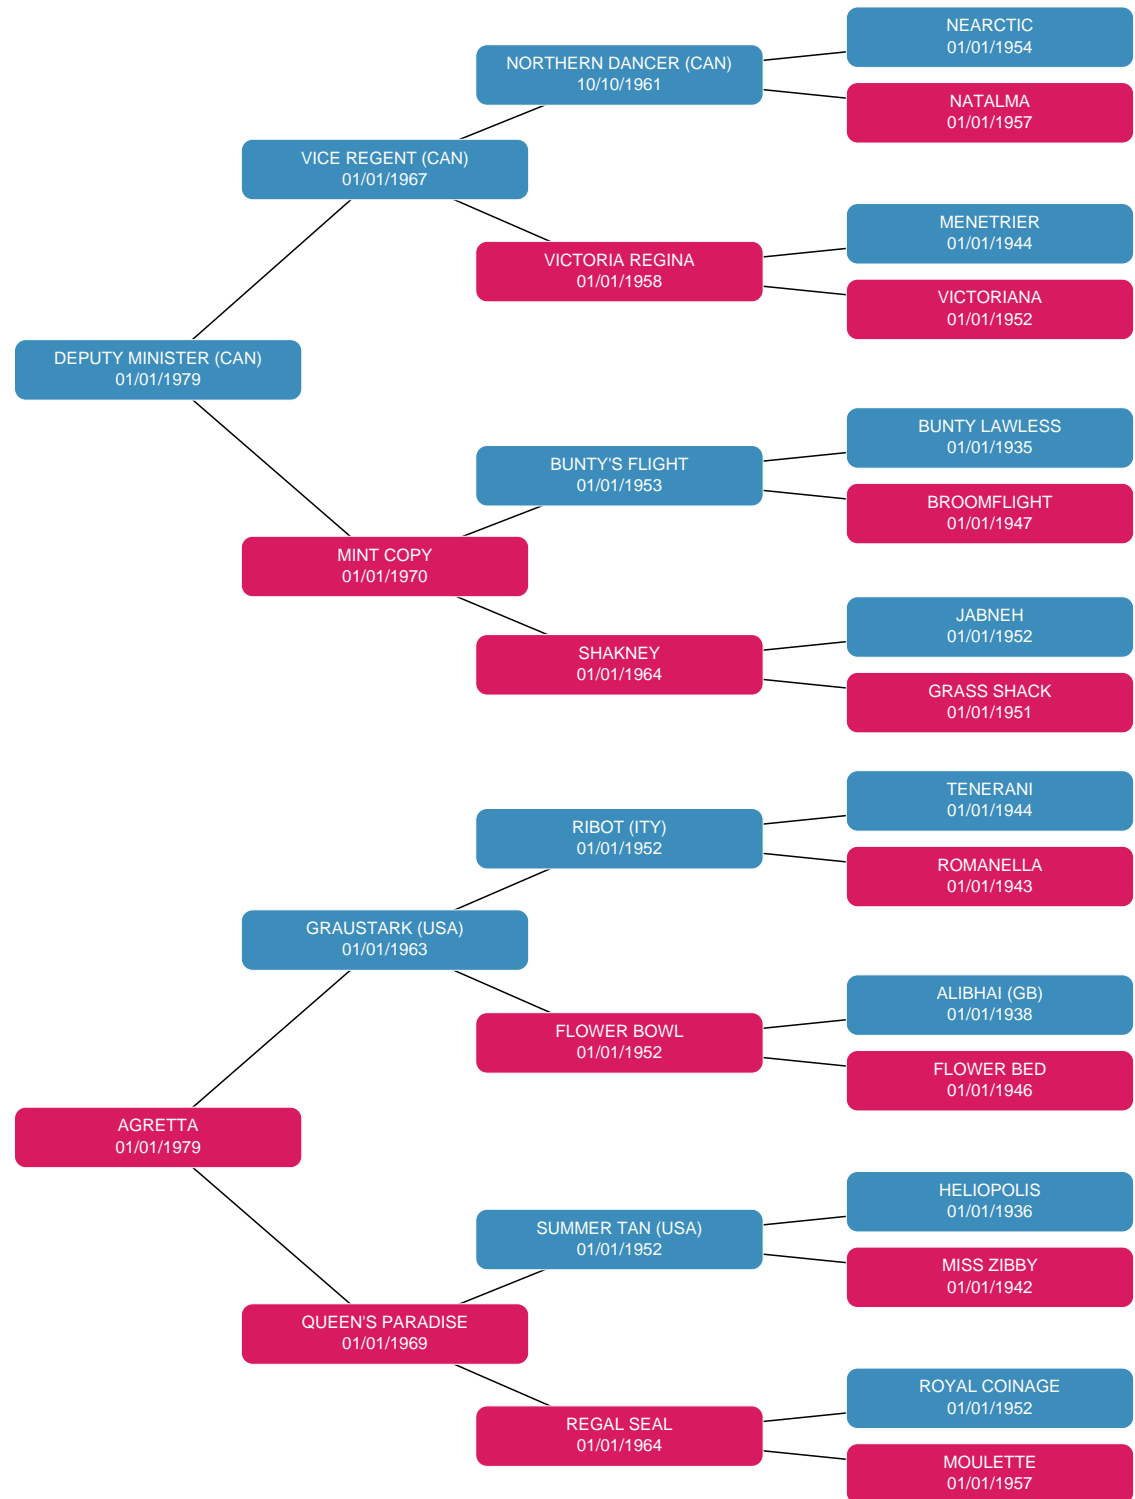 NEARCTIC
01/01/1954
NORTHERN DANCER (CAN)
10/10/1961
NATALMA
01/01/1957
VICE REGENT (CAN)
01/01/1967
MENETRIER
01/01/1944
VICTORIA REGINA
01/01/1958
VICTORIANA
01/01/1952
DEPUTY MINISTER (CAN)
01/01/1979
BUNTY LAWLESS
01/01/1935
BUNTY'S FLIGHT
01/01/1953
BROOMFLIGHT
01/01/1947
MINT COPY
01/01/1970
JABNEH
01/01/1952
SHAKNEY
01/01/1964
GRASS SHACK
01/01/1951
TENERANI
01/01/1944
RIBOT (ITY)
01/01/1952
ROMANELLA
01/01/1943
GRAUSTARK (USA)
01/01/1963
ALIBHAI (GB)
01/01/1938
FLOWER BOWL
01/01/1952
FLOWER BED
01/01/1946
AGRETTA
01/01/1979
HELIOPOLIS
01/01/1936
SUMMER TAN (USA)
01/01/1952
MISS ZIBBY
01/01/1942
QUEEN'S PARADISE
01/01/1969
ROYAL COINAGE
01/01/1952
REGAL SEAL
01/01/1964
MOULETTE
01/01/1957